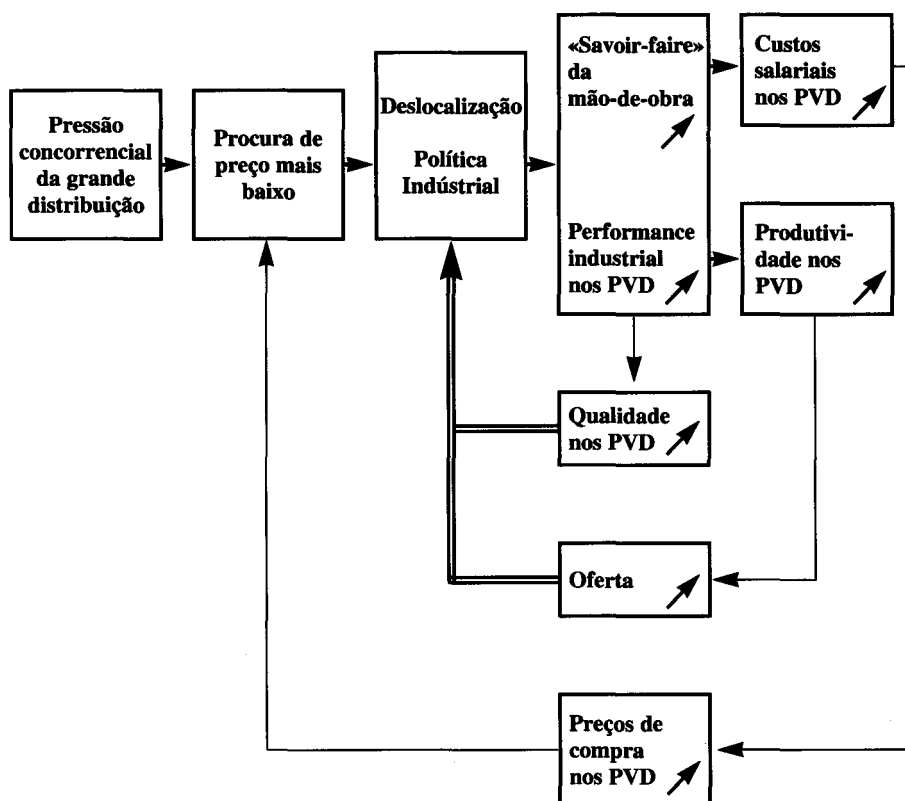 Pressão
concorrencial
da grande
distribuição
Procura de
preço mais
baixo
Deslocalização
Política
Indústrial
«Savoir-faire»
da
mão-de-obra
Performance
industrial
nos PVD
Custos
salariais
nos PVD
Produtivi-
dade nos
PVD
Qualidade
nos PVD
Oferta
Preços de
compra
nos PVD